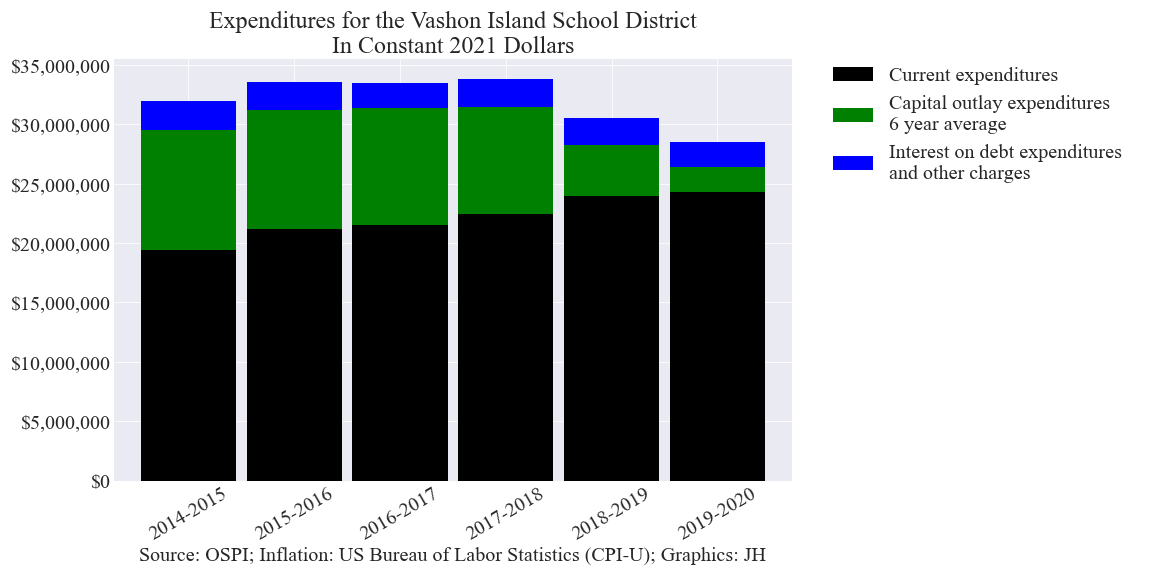 Expenditures for the Vashon Island School District
In Constant 2021 Dollars
$35,000,000
$30,000,000
$25,000,000
$20,000,000
$15,000,000
$10,000,000
$5,000,000
$0
2014-2015
2015-2016
2016-2017
2017-2018
2018-2019
2019-2020
Source: OSPI; Inflation: US Bureau of Labor Statistics (CPI-U); Graphics: JH
Current expenditures
Capital outlay expenditures
6 year average
Interest on debt expenditures
and other charges